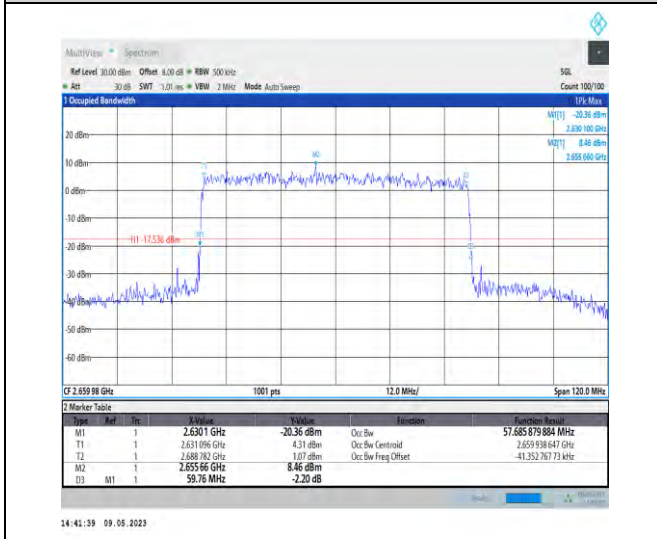 MultiView Spectrum
Ref Level 30.00 dBm Offset 8.09 dB RBW 500 kHz SGL
Att 30 dB SWT 1.01 ms VBW 2 MHz Mode Auto Sweep Count 100/100
1 Occupied Bandwidth 1Pk Max
M1[1] -20.36 dBm
2.630 100 GHz
M2[1] 8.46 dBm
2.655 660 GHz
20 dBm
10 dBm
M2
0 dBm
-10 dBm
H1 -17.536 dBm
M1
-20 dBm
-30 dBm
-40 dBm
-50 dBm
-60 dBm
CF 2.659 98 GHz 1001 pts 12.0 MHz/ Span 120.0 MHz
2 Marker Table
Type Ref Trc X-Value Y-Value Function Function Result
M1 1 2.6301 GHz -20.36 dBm Occ Bw 57.685 879 884 MHz
T1 1 2.631 096 GHz 4.31 dBm Occ Bw Centroid 2.659 938 647 GHz
T2 1 2.688 782 GHz 1.07 dBm Occ Bw Freq Offset -41.352 767 73 kHz
M2 1 2.655 66 GHz 8.46 dBm
D3 M1 1 59.76 MHz -2.20 dB
14:41:39 09.05.2023